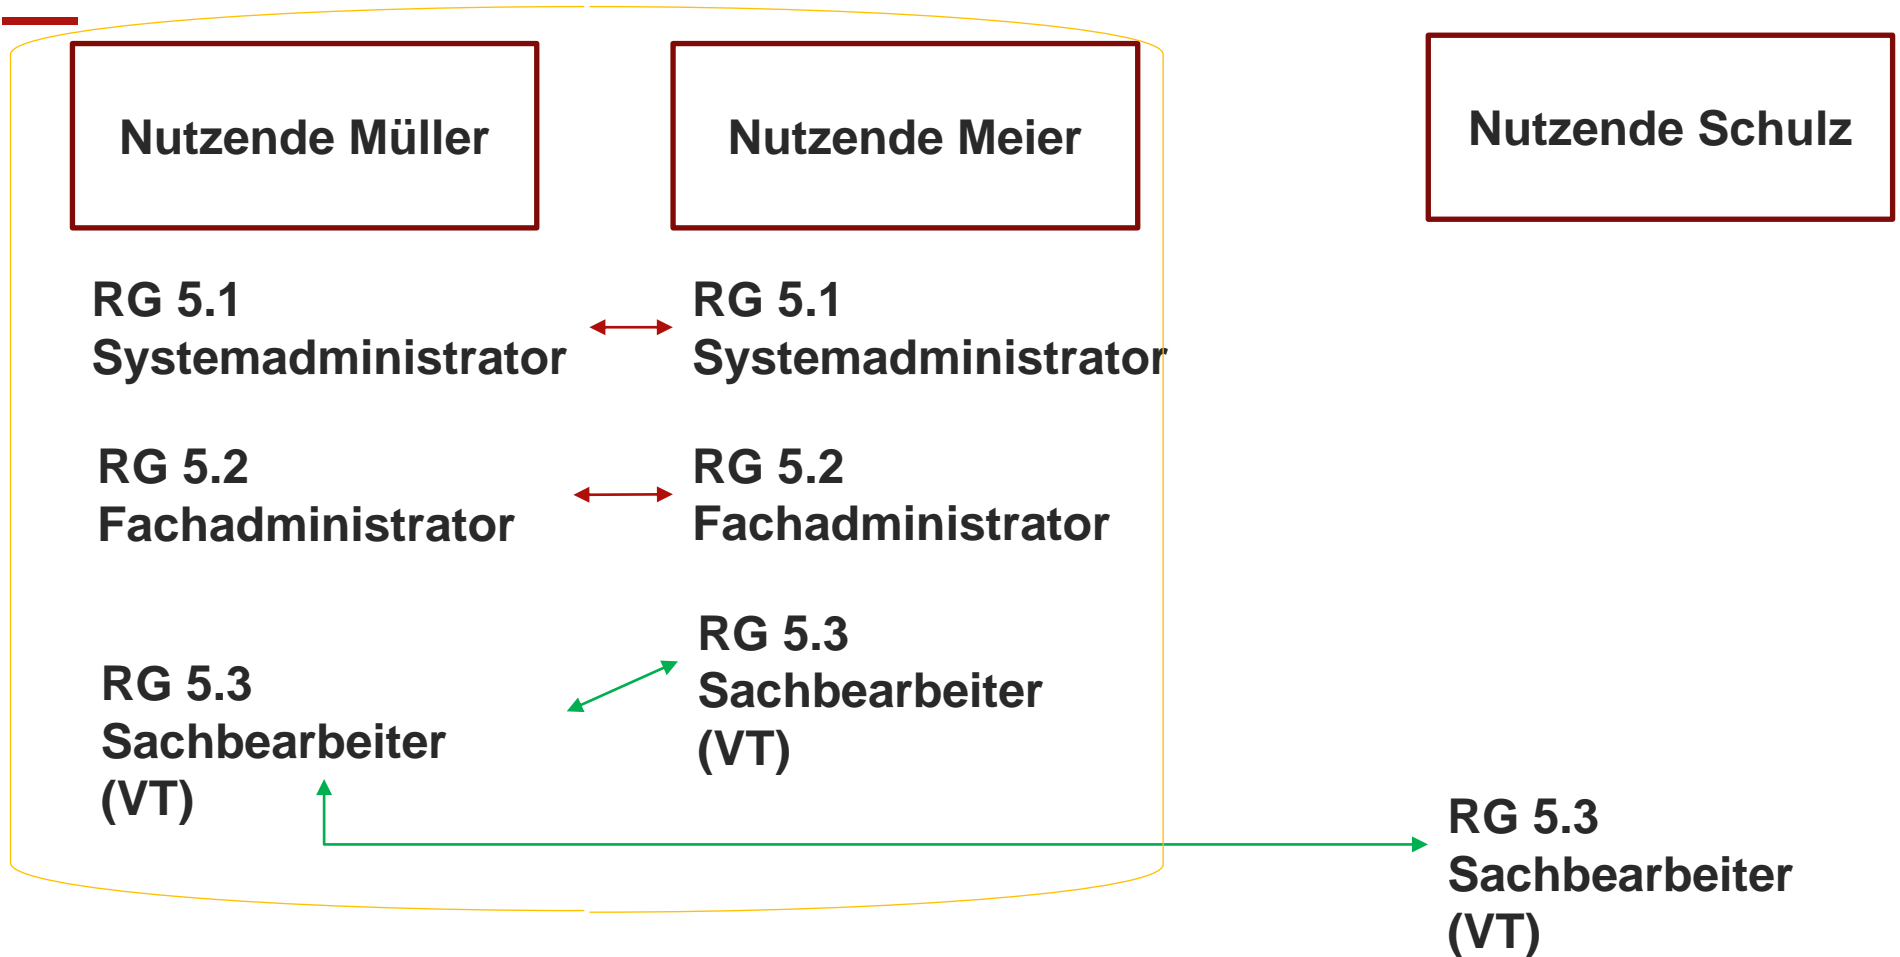 Nutzende Müller
Nutzende Meier
Nutzende Schulz
RG 5.1
Systemadministrator
RG 5.1
Systemadministrator
RG 5.2
Fachadministrator
RG 5.2
Fachadministrator
RG 5.3
Sachbearbeiter
(VT)
RG 5.3
Sachbearbeiter
(VT)
RG 5.3
Sachbearbeiter
(VT)